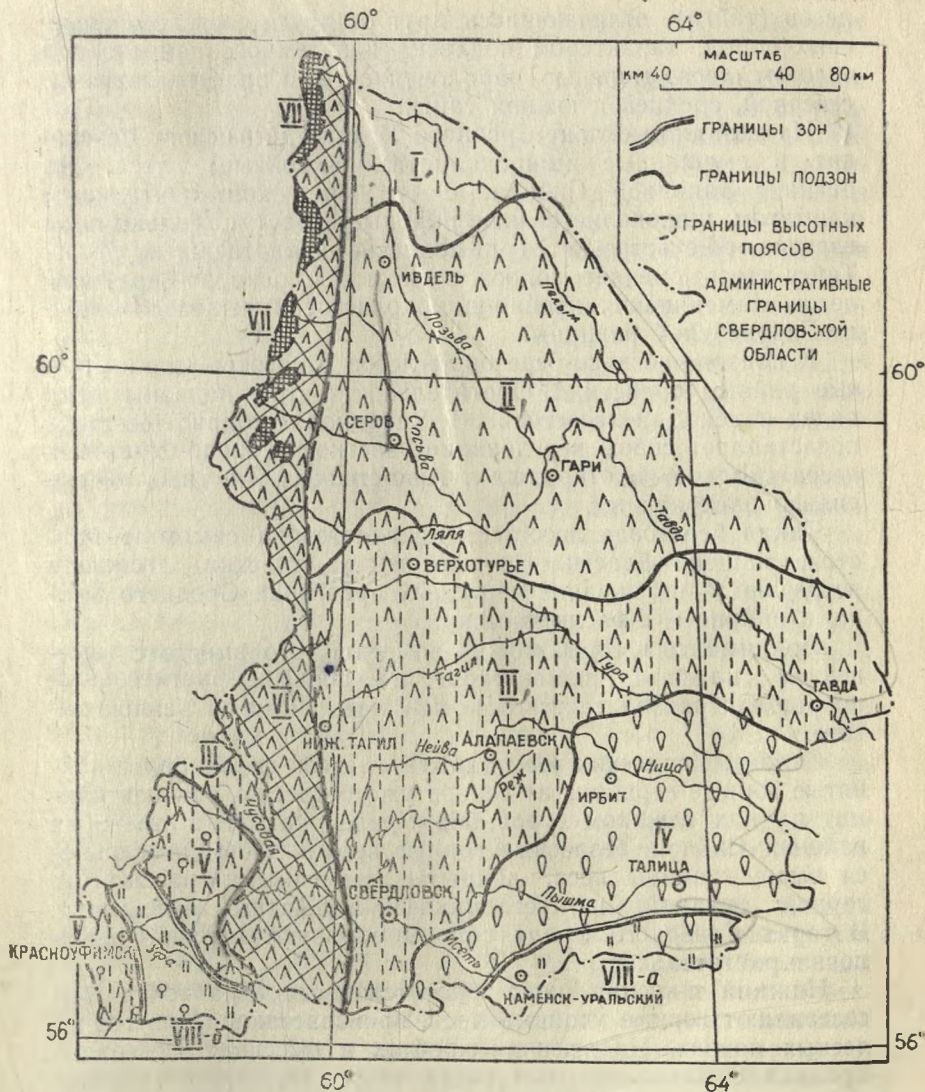 60° 64°
МАСШТАБ
КМ 40 0 40 80 КМ
ГРАНИЦЫ ЗОН
ГРАНИЦЫ ПОДЗОН
ГРАНИЦЫ ВЫСОТНЫХ
ПОЯСОВ
АДМИНИСТРАТИВНЫЕ
ГРАНИЦЫ
СВЕРДЛОВСКОЙ
ОБЛАСТИ
VII
I
ИВДЕЛЬ
Пелым
Лозьва
VII
60° 60°
II
СЕРОВ
Сосьва
ГАРИ
Тавда
Ляля
ВЕРХОТУРЬЕ
Тура
Тагил
III
VI
ТАВДА
НИЖ. ТАГИЛ
АЛАПАЕВСК
Нейва
Ница
III
Реж
ИРБИТ
Чусовая
V
IV
ТАЛИЦА
СВЕРДЛОВСК
Пышма
V
КРАСНОУФИМСК
Уфа
Исеть
VIII-а
КАМЕНСК-УРАЛЬСКИЙ
VIII-б
56° 56°
60° 64°